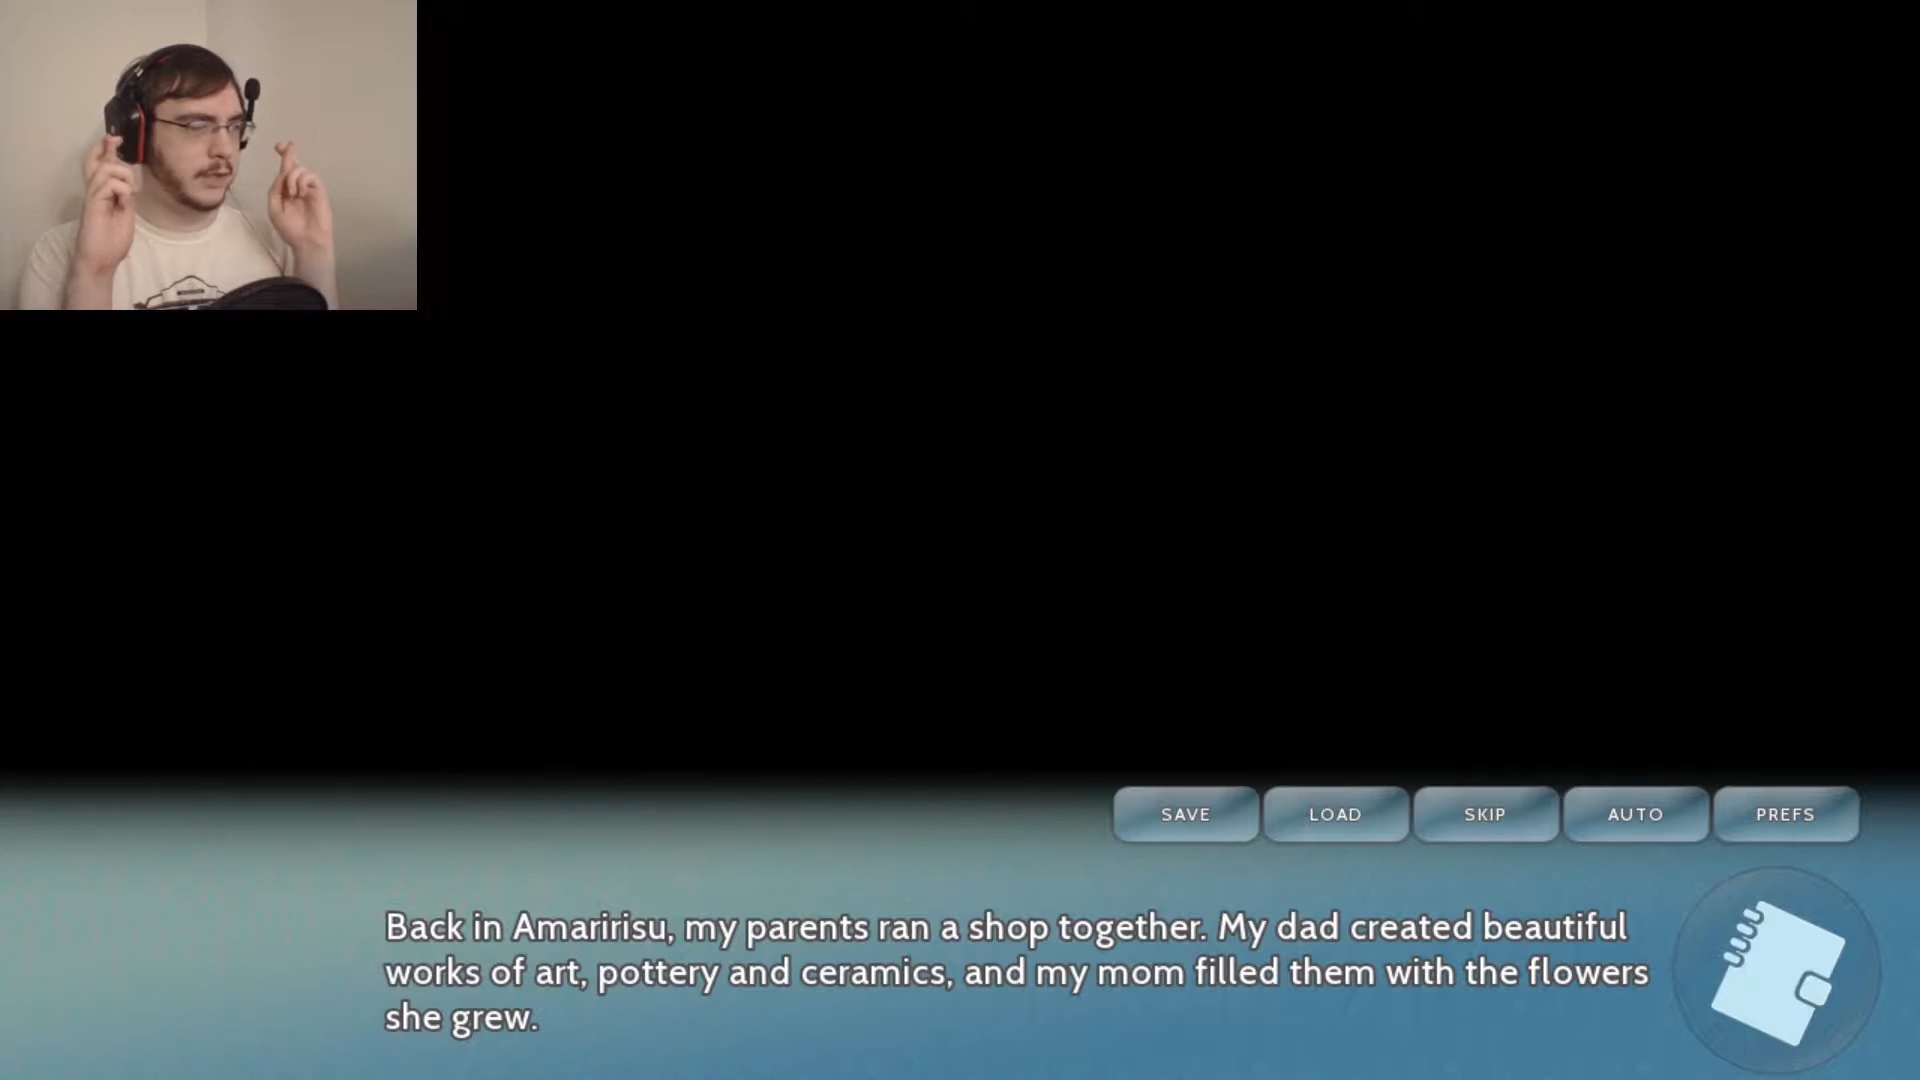 SAVE LOAD SKIP AUTO PREFS
Back in Amaririsu, my parents ran a shop together. My dad created beautiful
works of art, pottery and ceramics, and my mom filled them with the flowers
she grew.